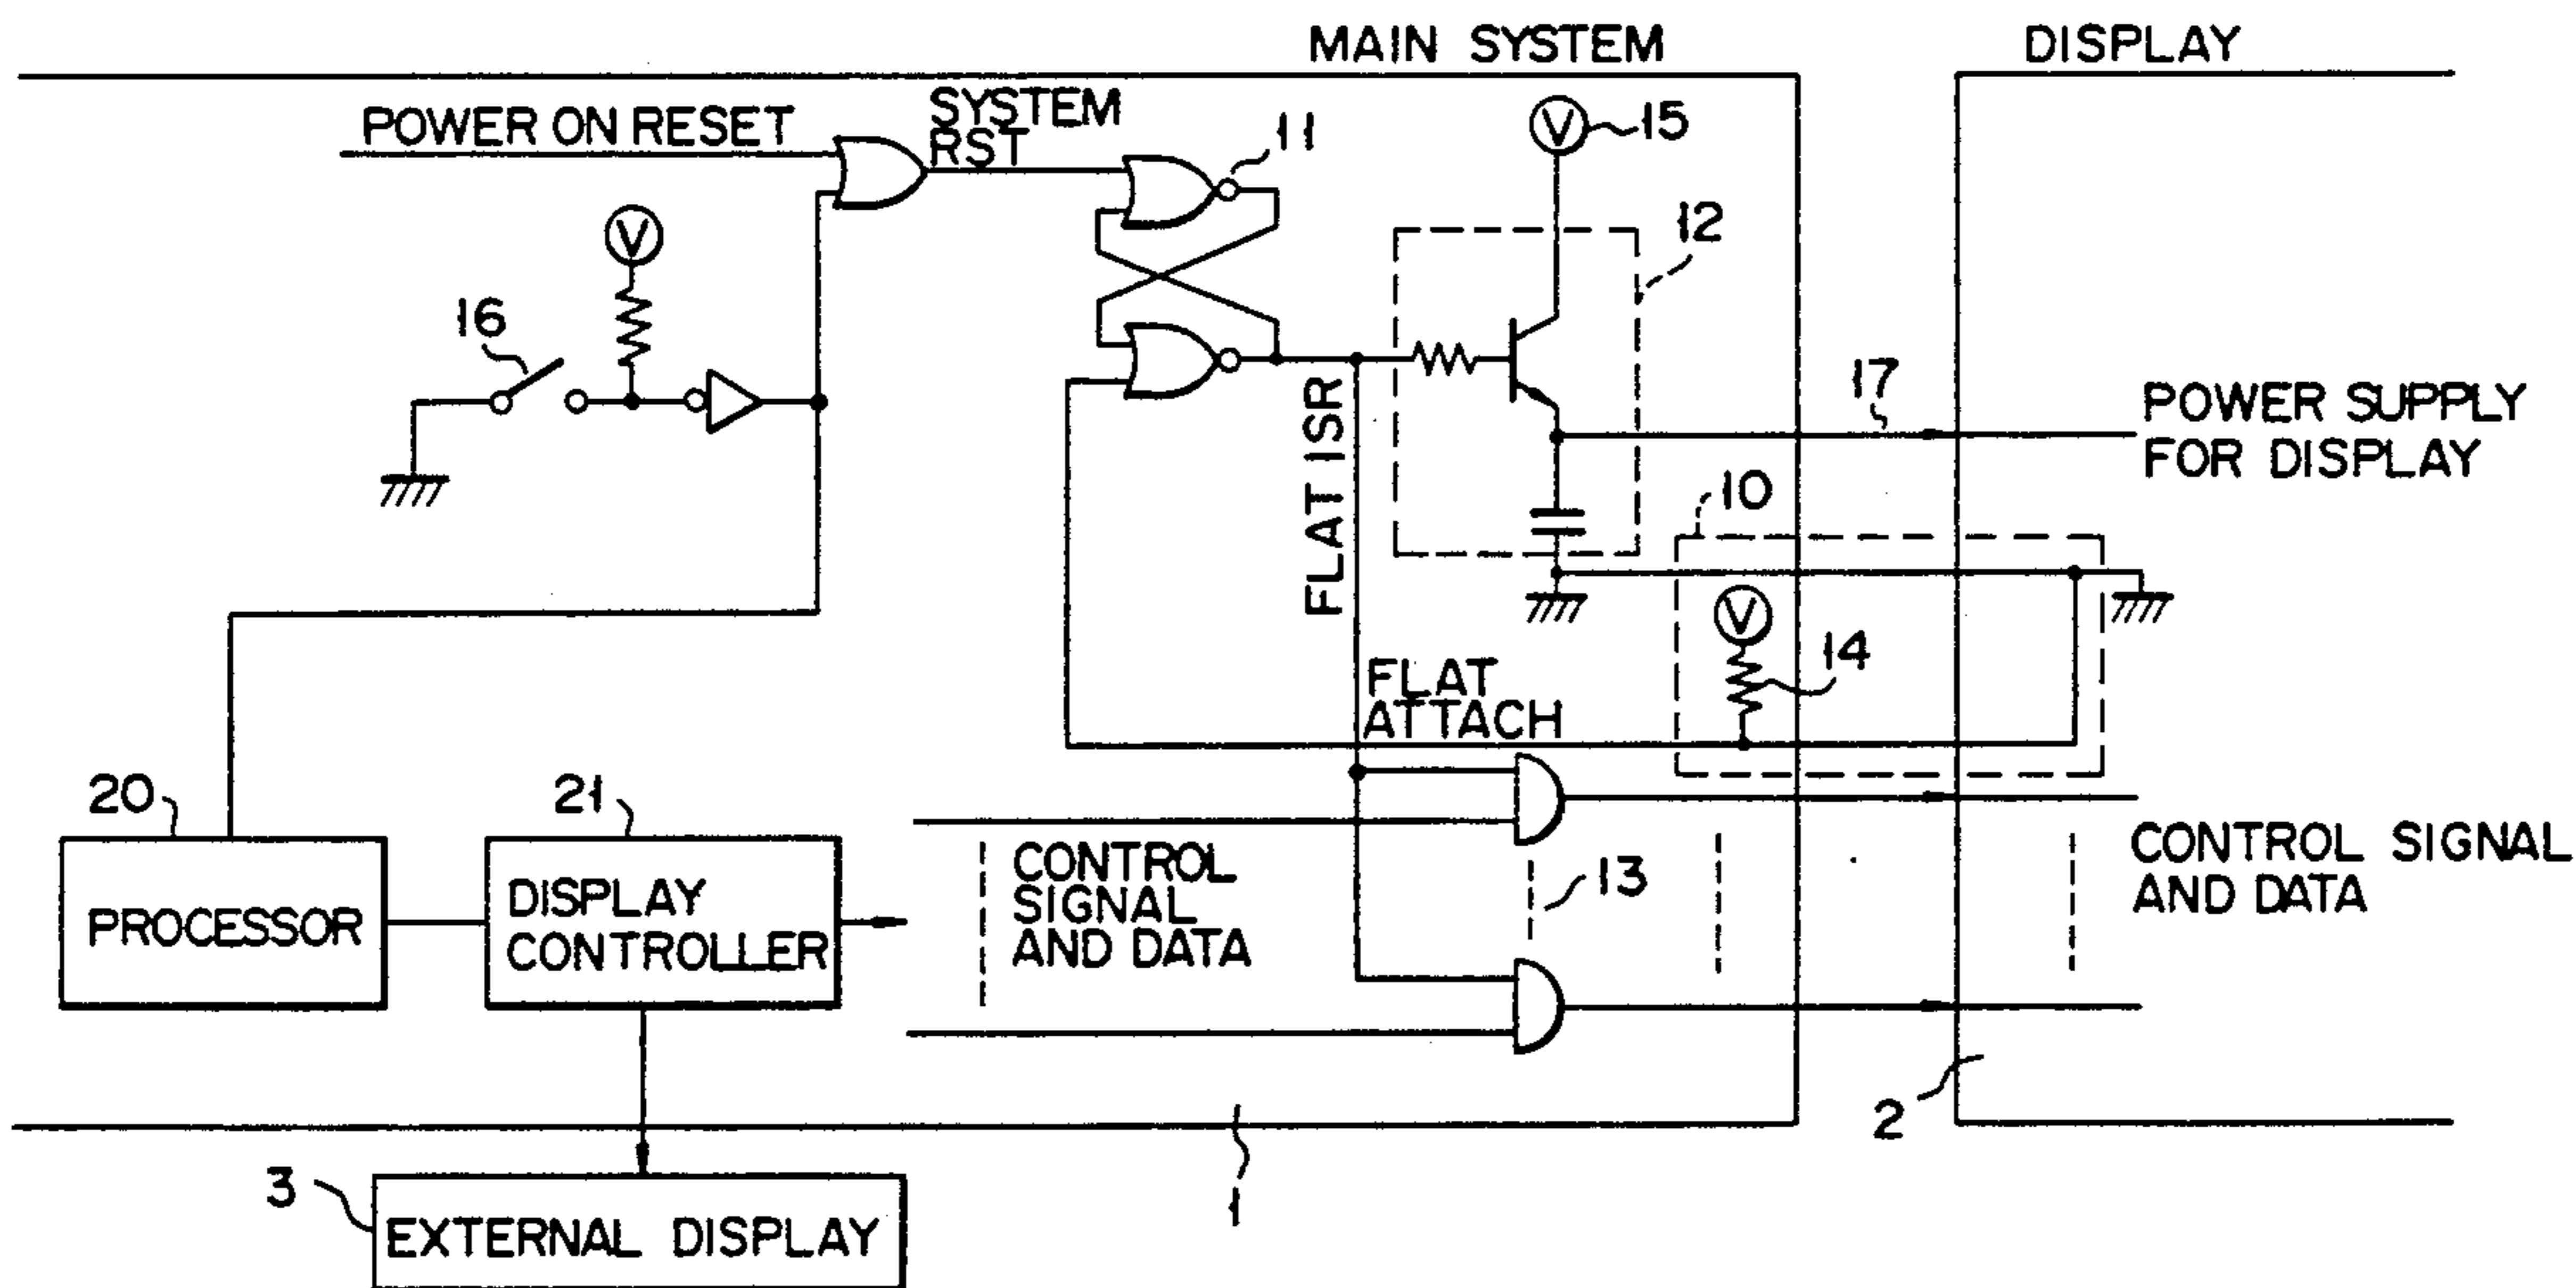 MAIN SYSTEM
DISPLAY
POWER ON RESET
SYSTEM
RST
11
V
15
V
12
16
17
POWER SUPPLY
FOR DISPLAY
FLAT ISR
10
V
14
FLAT
ATTACH
20
21
PROCESSOR
DISPLAY
CONTROLLER
CONTROL
SIGNAL
AND DATA
13
CONTROL SIGNAL
AND DATA
2
3
1
EXTERNAL DISPLAY